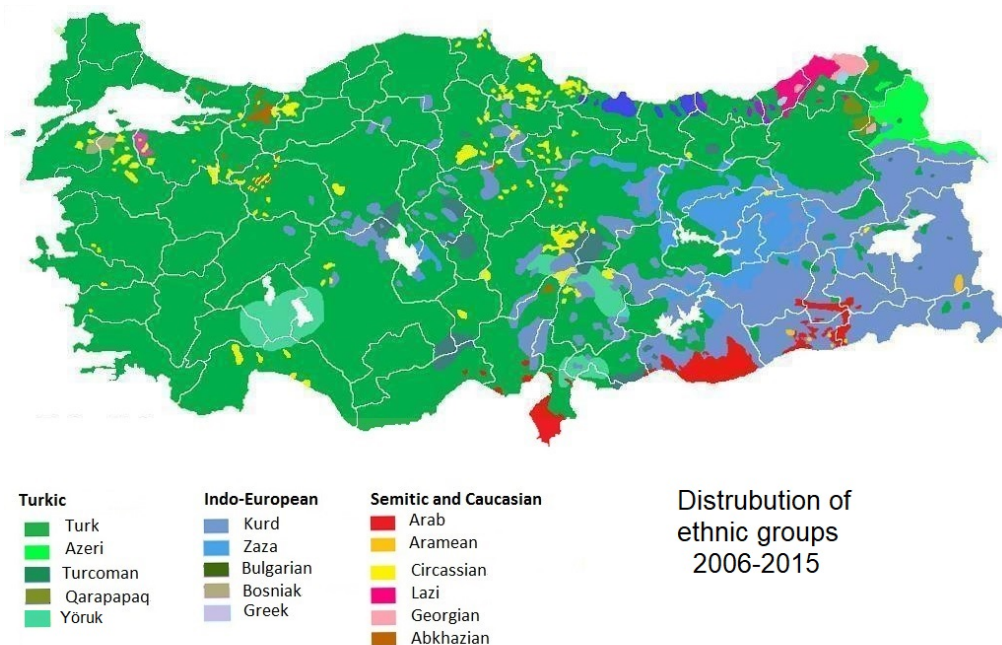 Turkic
Turk
Azeri
Turcoman
Qarapapaq
Yöruk
Indo-European
Kurd
Zaza
Bulgarian
Bosniak
Greek
Semitic and Caucasian
Arab
Aramean
Circassian
Lazi
Georgian
Abkhazian
Distrubution of
ethnic groups
2006-2015